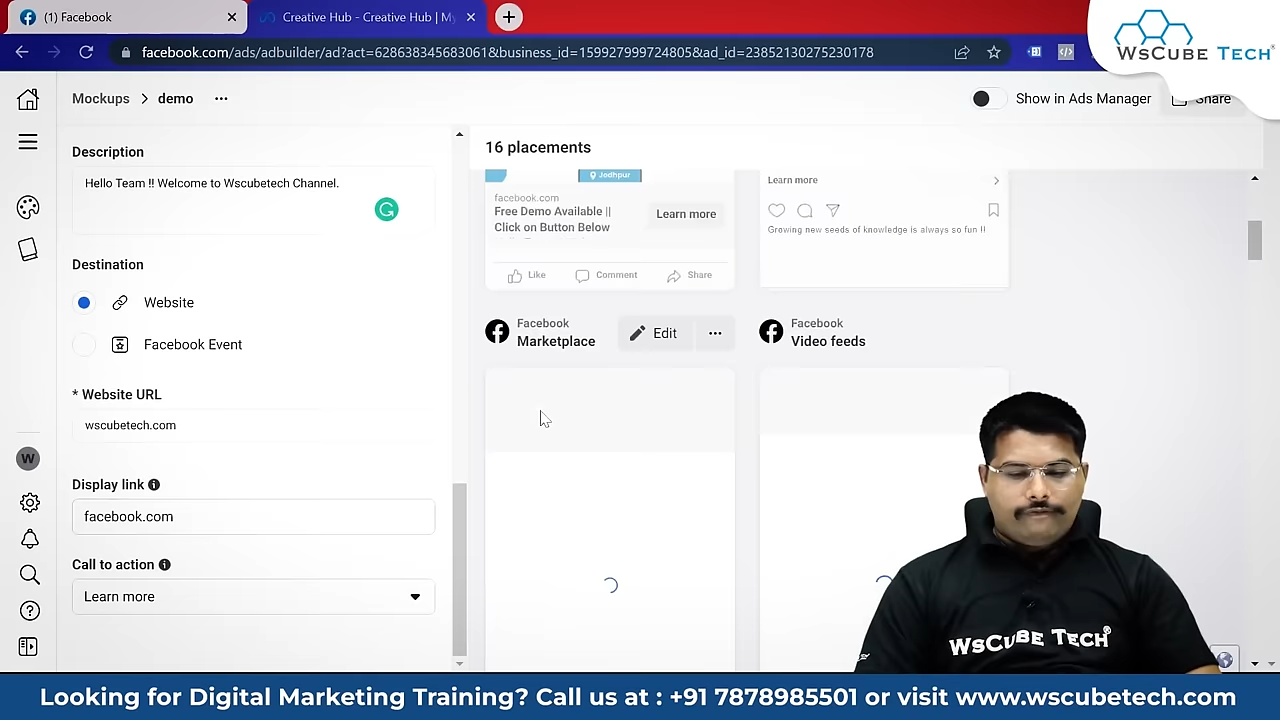 (1) Facebook
Creative Hub - Creative Hub | My
WsCube Tech
facebook.com/ads/adbuilder/ad?act=628638345683061&business_id=1599279997248057&ad_id=23852130275230178
Mockups > demo ...
Show in Ads Manager
Share
Description
Hello Team !! Welcome to Wscubetech Channel.
Destination
Website
Facebook Event
* Website URL
wscubetech.com
Display link
facebook.com
Call to action
Learn more
W
16 placements
Jodhpur
facebook.com
Free Demo Available ||
Click on Button Below
Learn more
Like
Comment
Share
Learn more
Growing new seeds of knowledge is always so fun !!
Facebook
Marketplace
Edit
Facebook
Video feeds
WsCube Tech
Looking for Digital Marketing Training? Call us at : +91 7878985501 or visit www.wscubetech.com